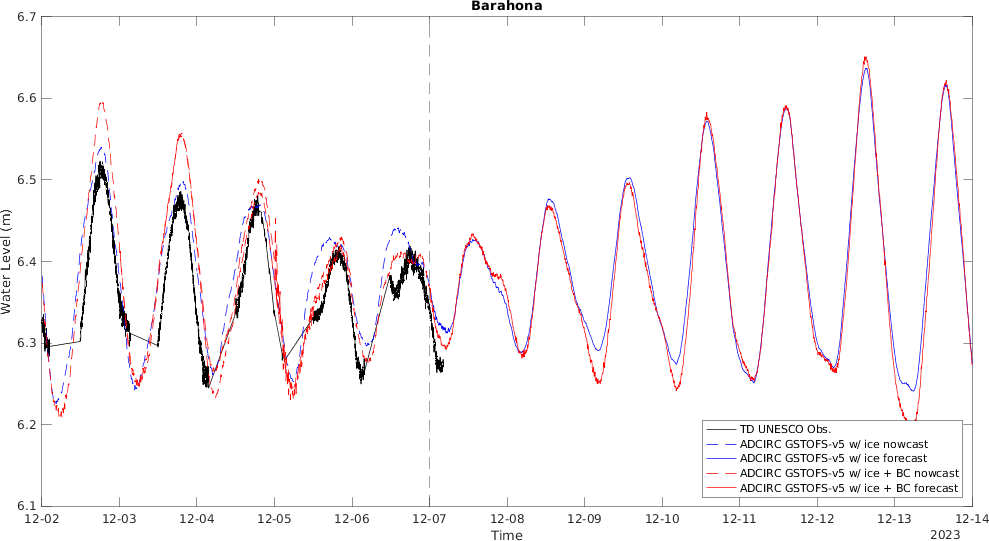 Barahona
6.7
6.6
6.5
6.4
6.3
6.2
6.1
Water Level (m)
12-02 12-03 12-04 12-05 12-06 12-07 12-08 12-09 12-10 12-11 12-12 12-13 12-14
Time
2023
TD UNESCO Obs.
ADCIRC GSTOFS-v5 w/ ice nowcast
ADCIRC GSTOFS-v5 w/ ice forecast
ADCIRC GSTOFS-v5 w/ ice + BC nowcast
ADCIRC GSTOFS-v5 w/ ice + BC forecast